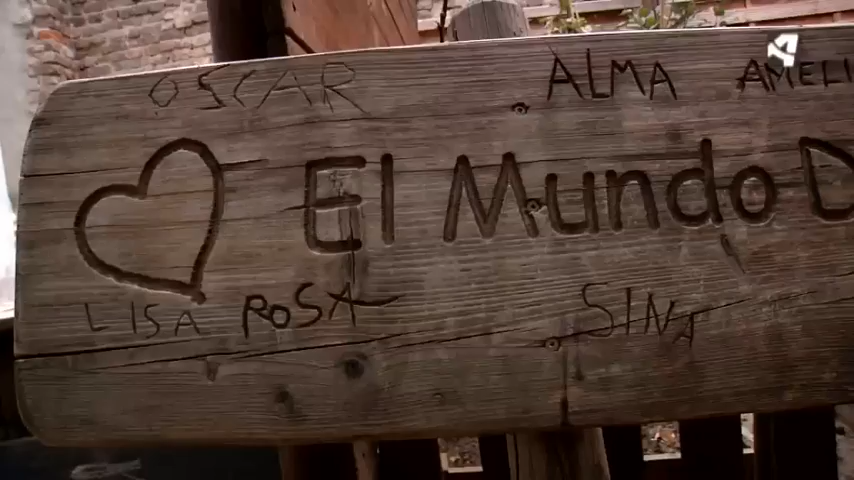 OSCAR ALMA AMELI
El Mundo D
LISA ROSA SINA